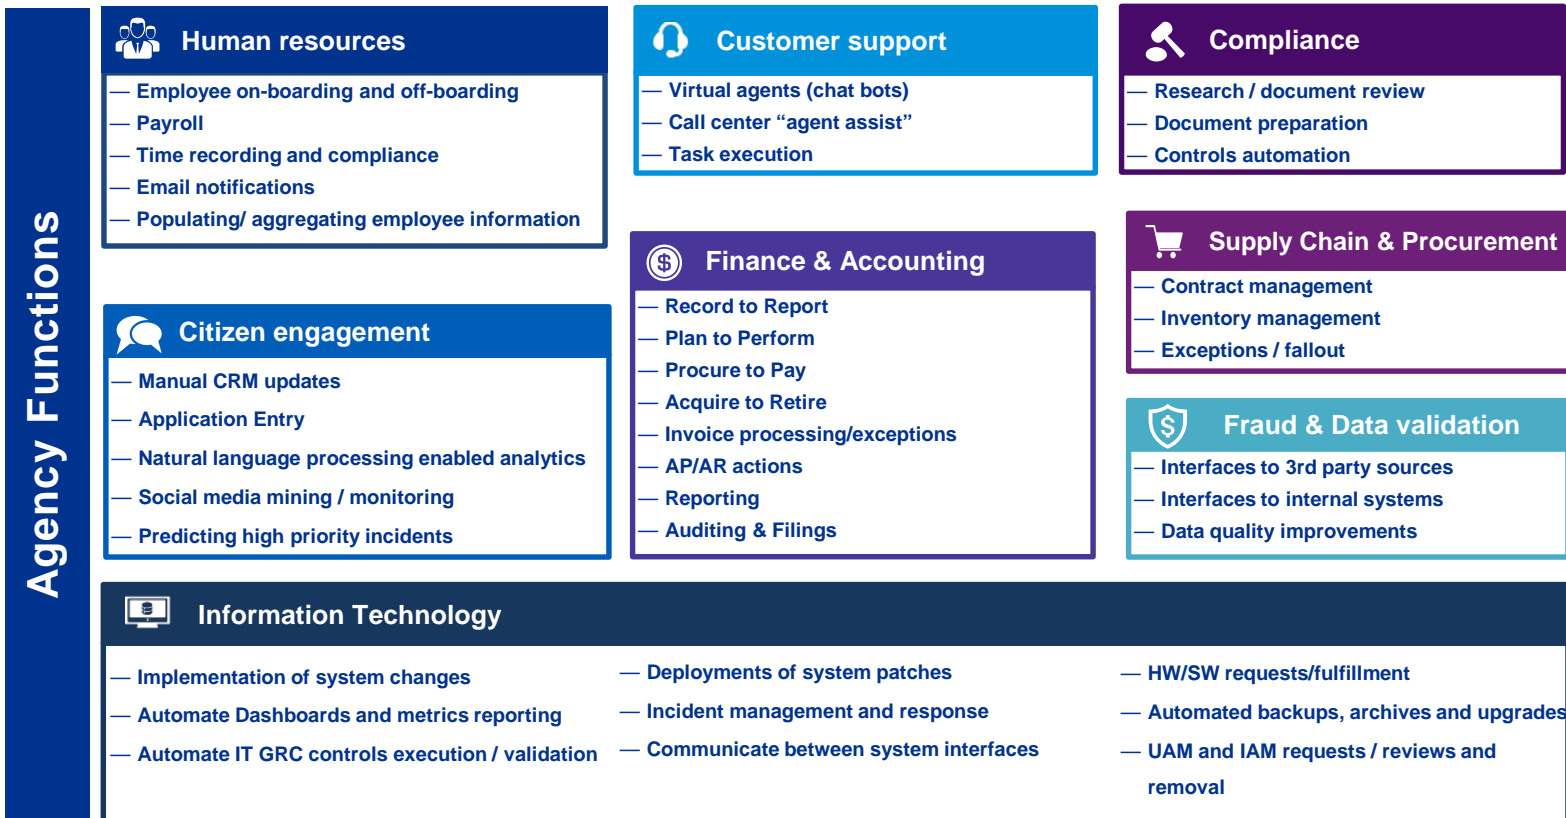 Agency Functions
Human resources
— Employee on-boarding and off-boarding
— Payroll
— Time recording and compliance
— Email notifications
— Populating/ aggregating employee information
Customer support
— Virtual agents (chat bots)
— Call center “agent assist”
— Task execution
Compliance
— Research / document review
— Document preparation
— Controls automation
Citizen engagement
— Manual CRM updates
— Application Entry
— Natural language processing enabled analytics
— Social media mining / monitoring
— Predicting high priority incidents
$
Finance & Accounting
— Record to Report
— Plan to Perform
— Procure to Pay
— Acquire to Retire
— Invoice processing/exceptions
— AP/AR actions
— Reporting
— Auditing & Filings
Supply Chain & Procurement
— Contract management
— Inventory management
— Exceptions / fallout
$
Fraud & Data validation
— Interfaces to 3rd party sources
— Interfaces to internal systems
— Data quality improvements
Information Technology
— Implementation of system changes
— Automate Dashboards and metrics reporting
— Automate IT GRC controls execution / validation
— Deployments of system patches
— Incident management and response
— Communicate between system interfaces
— HW/SW requests/fulfillment
— Automated backups, archives and upgrades
— UAM and IAM requests / reviews and
removal